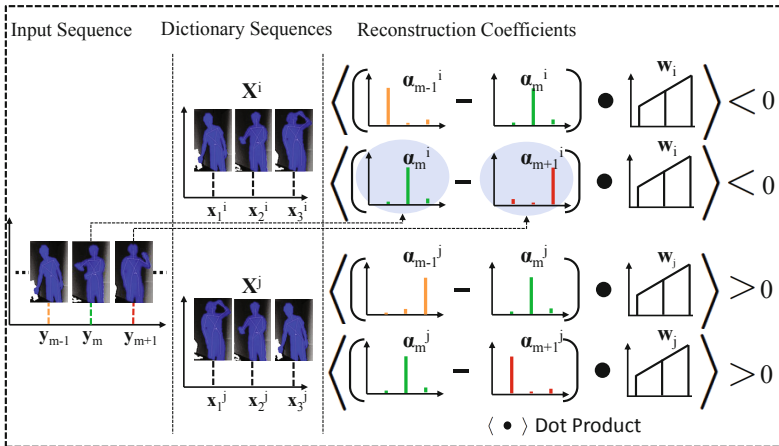 Input Sequence
Dictionary Sequences
Reconstruction Coefficients
X^i
x_1^i x_2^i x_3^i
α_{m-1}^i − α_m^i • w_i < 0
α_m^i − α_{m+1}^i • w_i < 0
y_{m-1} y_m y_{m+1}
X^j
x_1^j x_2^j x_3^j
α_{m-1}^j − α_m^j • w_j > 0
α_m^j − α_{m+1}^j • w_j > 0
⟨ • ⟩ Dot Product